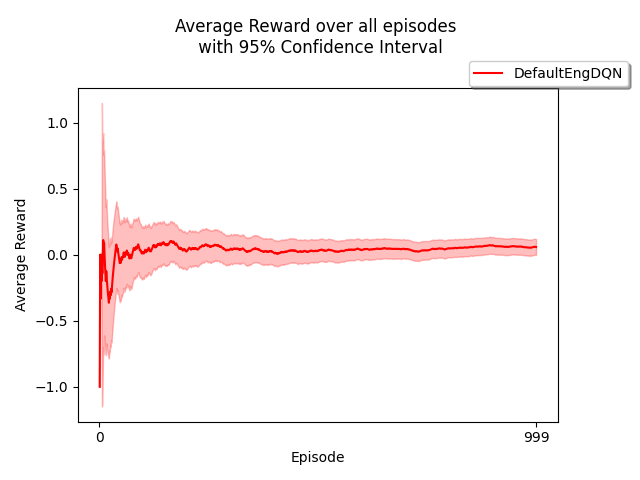 Average Reward over all episodes
with 95% Confidence Interval
DefaultEngDQN
1.0
0.5
0.0
−0.5
−1.0
Average Reward
0
999
Episode